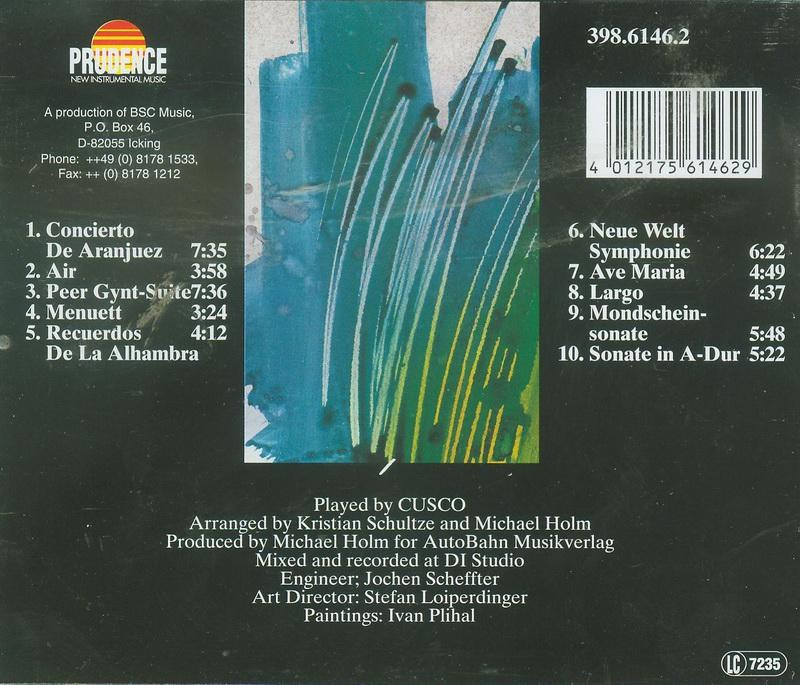 PRUDENCE
NEW INSTRUMENTAL MUSIC
A production of BSC Music,
P.O. Box 46,
D-82055 Icking
Phone: ++49 (0) 8178 1533,
Fax: ++ (0) 8178 1212
398.6146.2
4 012175 614629
1. Concierto
De Aranjuez 7:35
2. Air 3:58
3. Peer Gynt-Suite 7:36
4. Menuett 3:24
5. Recuerdos 4:12
De La Alhambra
6. Neue Welt
Symphonie 6:22
7. Ave Maria 4:49
8. Largo 4:37
9. Mondschein-
sonate 5:48
10. Sonate in A-Dur 5:22
Played by CUSCO
Arranged by Kristian Schultze and Michael Holm
Produced by Michael Holm for AutoBahn Musikverlag
Mixed and recorded at DI Studio
Engineer; Jochen Scheffter
Art Director: Stefan Loiperdinger
Paintings: Ivan Plihal
LC 7235